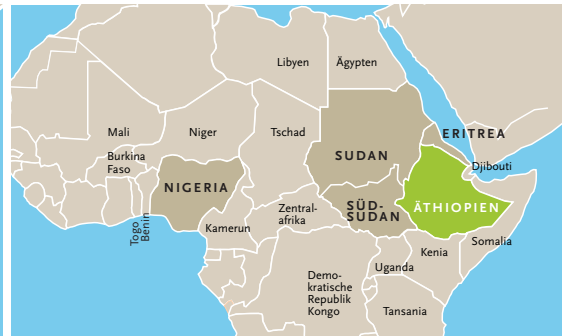 Libyen
Ägypten
Mali
Niger
Tschad
ERITREA
Burkina
Faso
SUDAN
Djibouti
NIGERIA
Togo
Benin
Zentral-
afrika
SÜD-
SUDAN
ÄTHIOPIEN
Kamerun
Somalia
Kenia
Uganda
Demo-
kratische
Republik
Kongo
Tansania